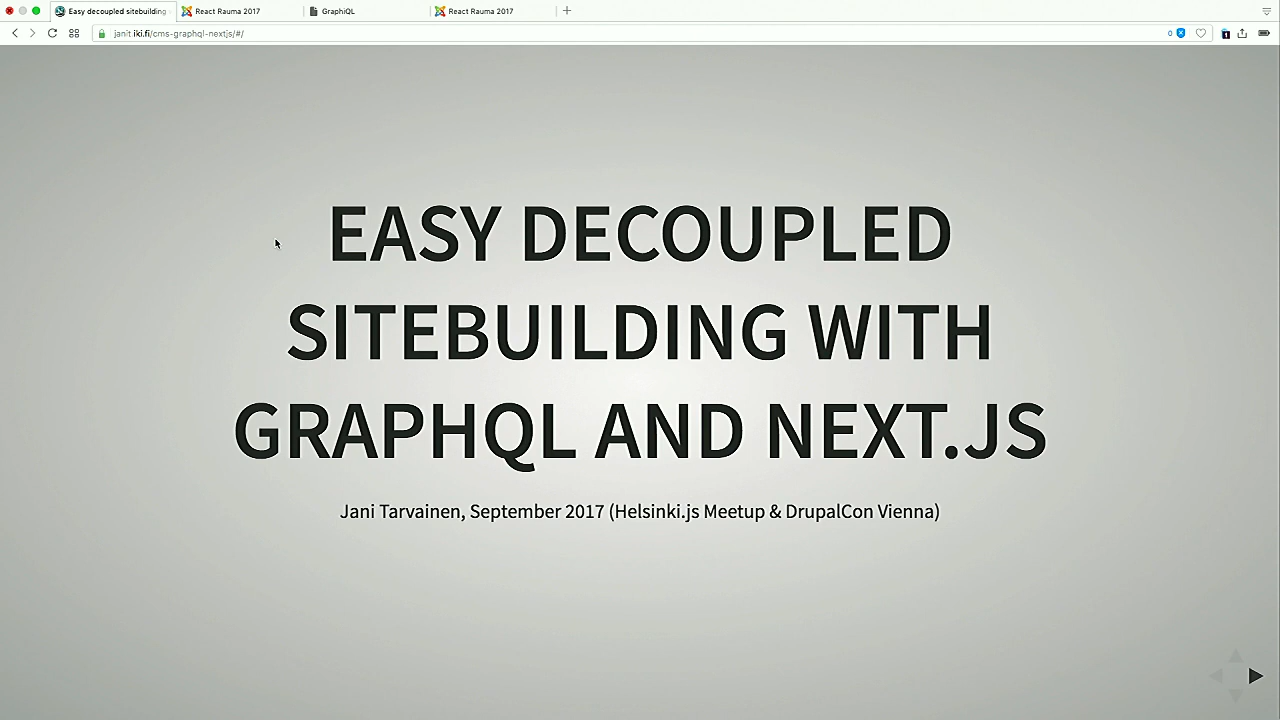 Easy decoupled sitebuilding
React Rauma 2017
GraphiQL
React Rauma 2017
janit.iki.fi/cms-graphql-nextjs/#/
0
EASY DECOUPLED
SITEBUILDING WITH
GRAPHQL AND NEXT.JS
Jani Tarvainen, September 2017 (Helsinki.js Meetup & DrupalCon Vienna)